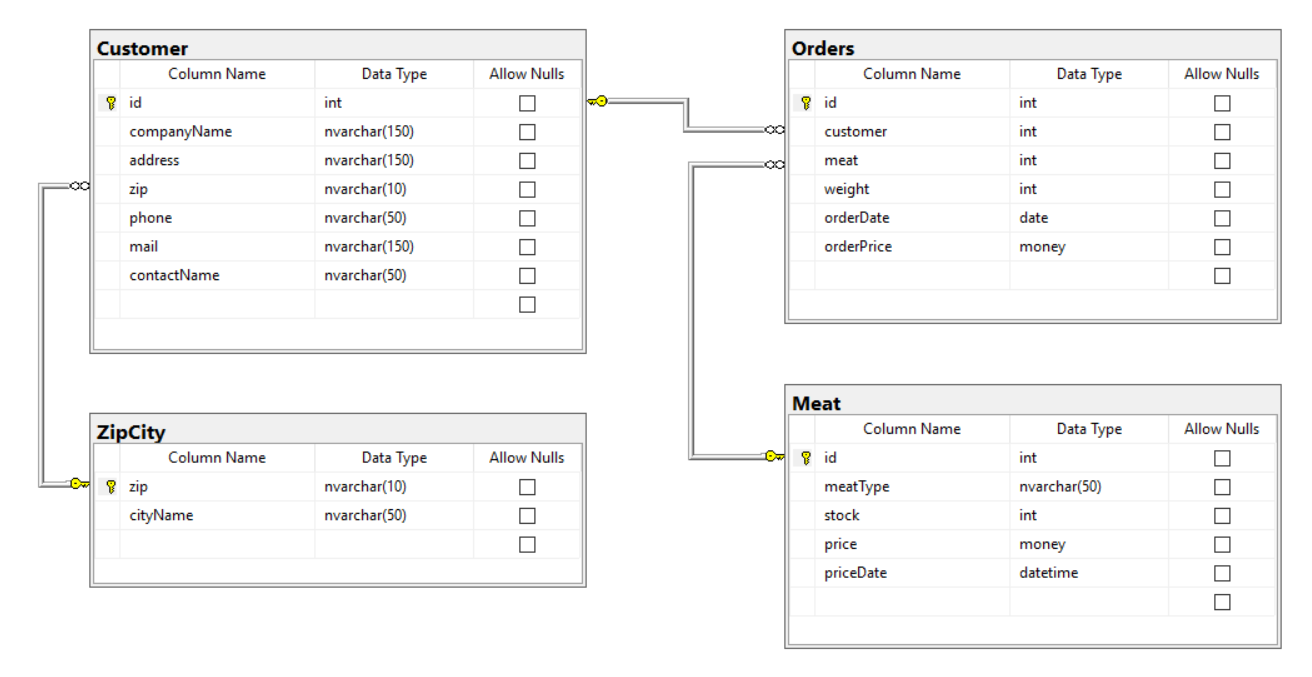 Customer
Column Name Data Type Allow Nulls
id int
companyName nvarchar(150)
address nvarchar(150)
zip nvarchar(10)
phone nvarchar(50)
mail nvarchar(150)
contactName nvarchar(50)
Orders
Column Name Data Type Allow Nulls
id int
customer int
meat int
weight int
orderDate date
orderPrice money
ZipCity
Column Name Data Type Allow Nulls
zip nvarchar(10)
cityName nvarchar(50)
Meat
Column Name Data Type Allow Nulls
id int
meatType nvarchar(50)
stock int
price money
priceDate datetime